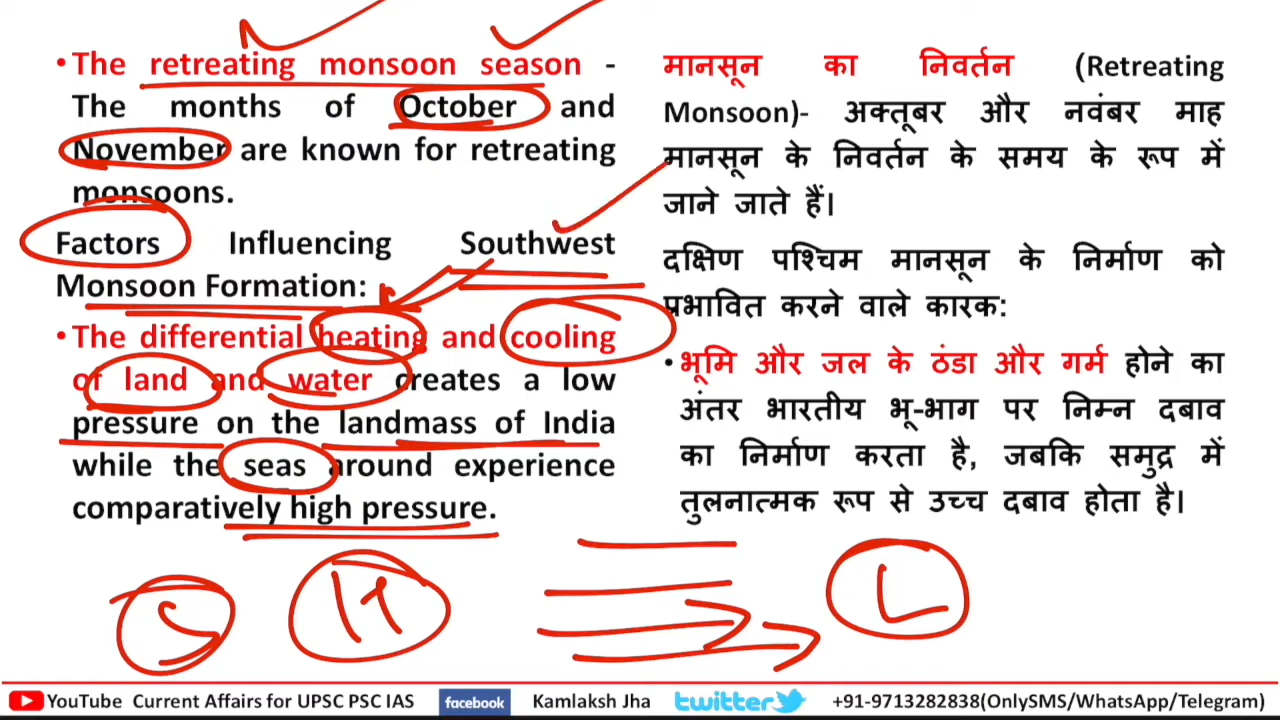 •The retreating monsoon season -
The months of October and
November are known for retreating
monsoons.
Factors Influencing Southwest
Monsoon Formation:
•The differential heating and cooling
of land and water creates a low
pressure on the landmass of India
while the seas around experience
comparatively high pressure.
मानसून का निवर्तन (Retreating
Monsoon)- अक्तूबर और नवंबर माह
मानसून के निवर्तन के समय के रूप में
जाने जाते हैं।
दक्षिण पश्चिम मानसून के निर्माण को
प्रभावित करने वाले कारक:
•भूमि और जल के ठंडा और गर्म होने का
अंतर भारतीय भू-भाग पर निम्न दबाव
का निर्माण करता है, जबकि समुद्र में
तुलनात्मक रूप से उच्च दबाव होता है।
H L
YouTube Current Affairs for UPSC PSC IAS facebook Kamlaksh Jha twitter +91-9713282838(OnlySMS/WhatsApp/Telegram)